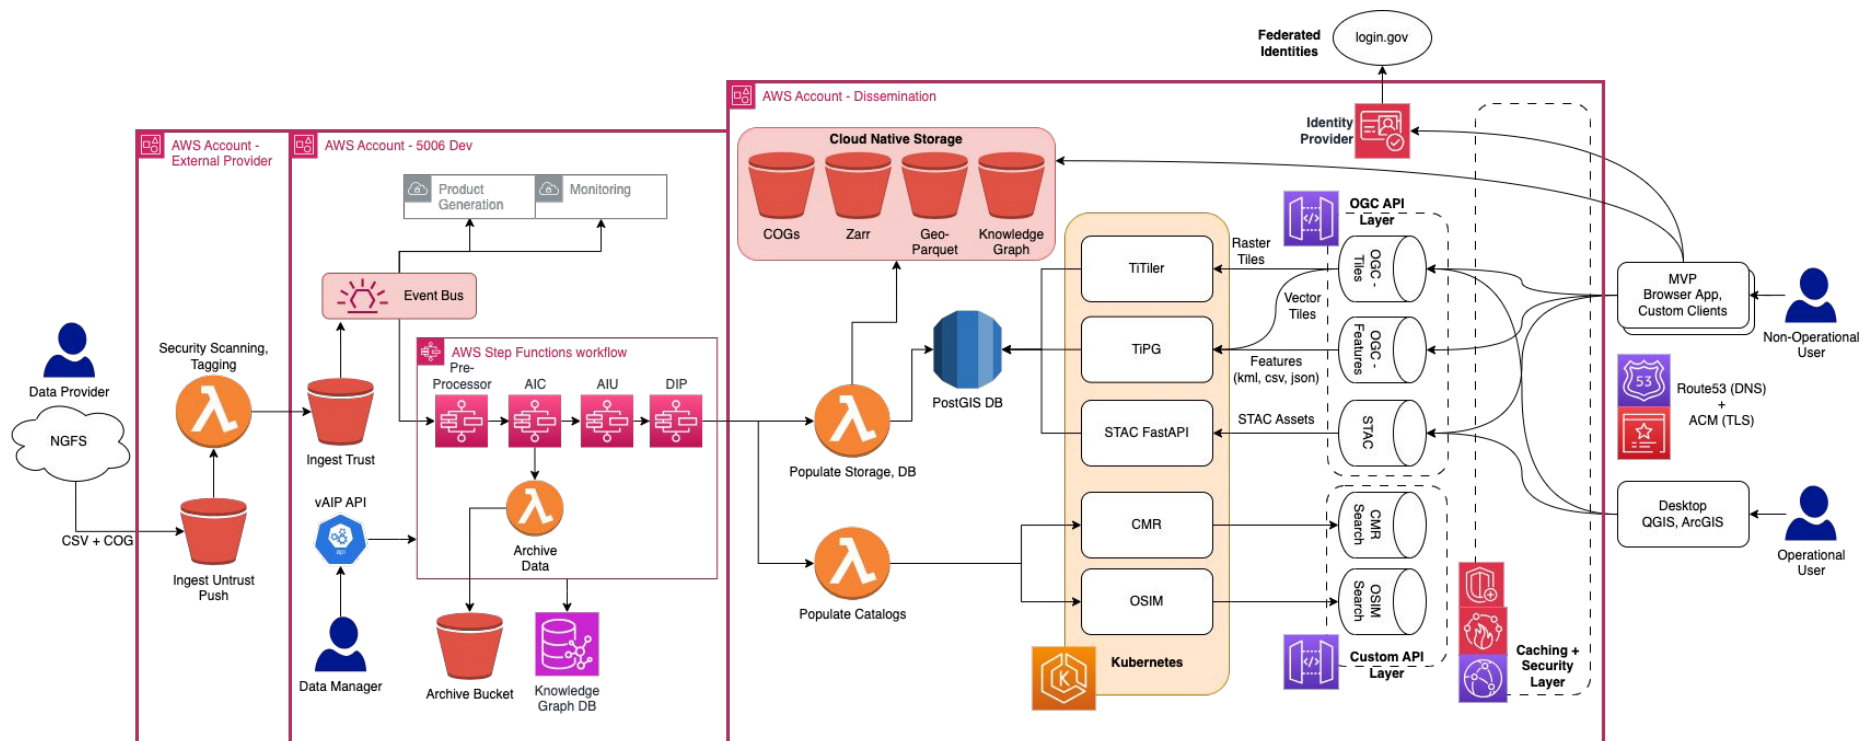 Federated
Identities
login.gov
AWS Account - Dissemination
Identity
Provider
AWS Account -
External Provider
AWS Account - 5006 Dev
Cloud Native Storage
COGs
Zarr
Geo-
Parquet
Knowledge
Graph
Product
Generation
Monitoring
Event Bus
OGC API
Layer
Raster
Tiles
TiTiler
OGC -
Tiles
Vector
Tiles
MVP
Browser App,
Custom Clients
Non-Operational
User
Data Provider
Security Scanning,
Tagging
AWS Step Functions workflow
Pre-
Processor
AIC
AIU
DIP
PostGIS DB
TiPG
Features
(kml, csv, json)
OGC -
Features
53
Route53 (DNS)
+
ACM (TLS)
NGFS
Ingest Trust
Populate Storage, DB
STAC FastAPI
STAC Assets
STAC
vAIP API
api
CSV + COG
Ingest Untrust
Push
Archive
Data
CMR
CMR
Search
Desktop
QGIS, ArcGIS
Operational
User
Populate Catalogs
OSIM
OSIM
Search
Data Manager
Archive Bucket
Knowledge
Graph DB
K
Kubernetes
Custom API
Layer
Caching +
Security
Layer